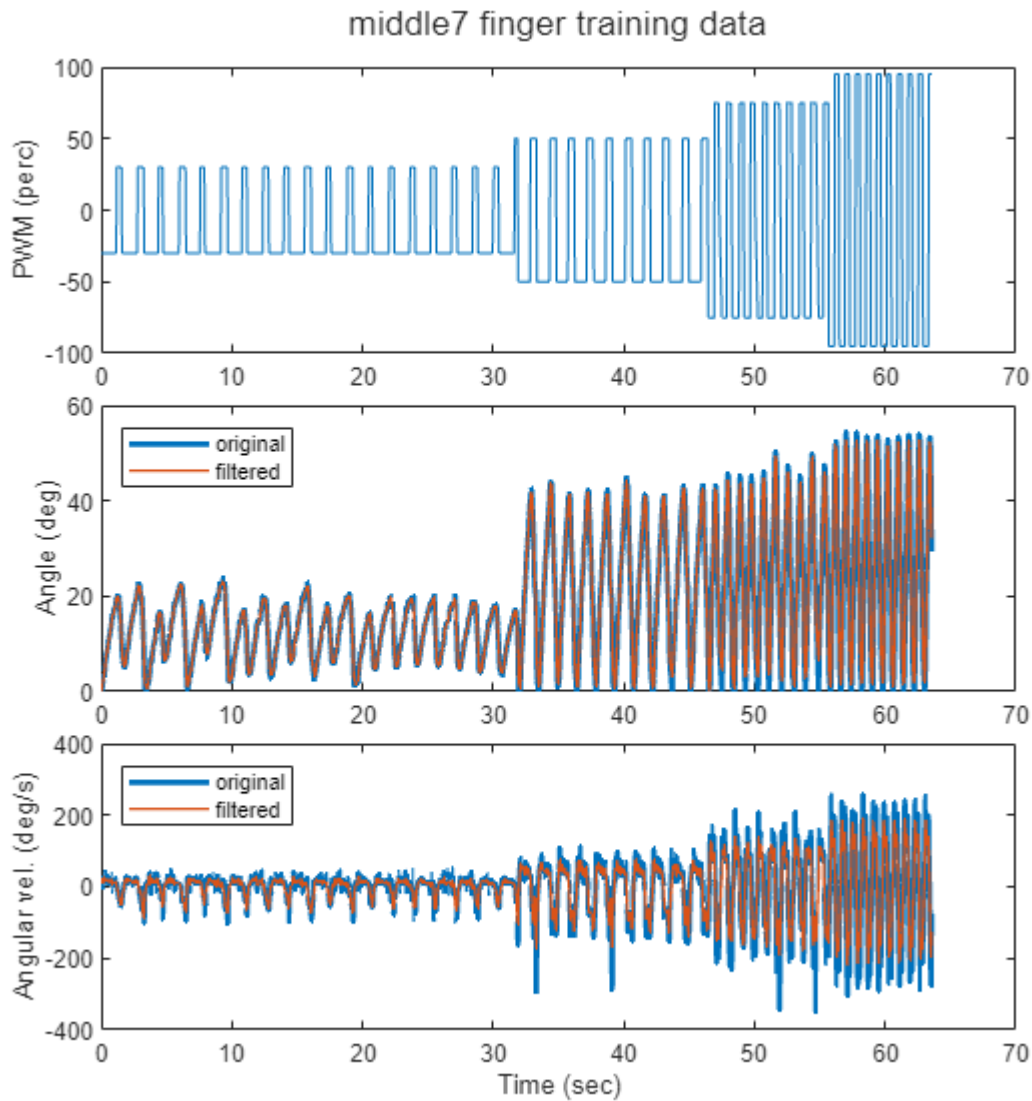 middle7 finger training data
PWM (perc)
100
50
0
-50
-100
0 10 20 30 40 50 60 70
Angle (deg)
60
40
20
0
original
filtered
0 10 20 30 40 50 60 70
Angular vel. (deg/s)
400
200
0
-200
-400
original
filtered
0 10 20 30 40 50 60 70
Time (sec)